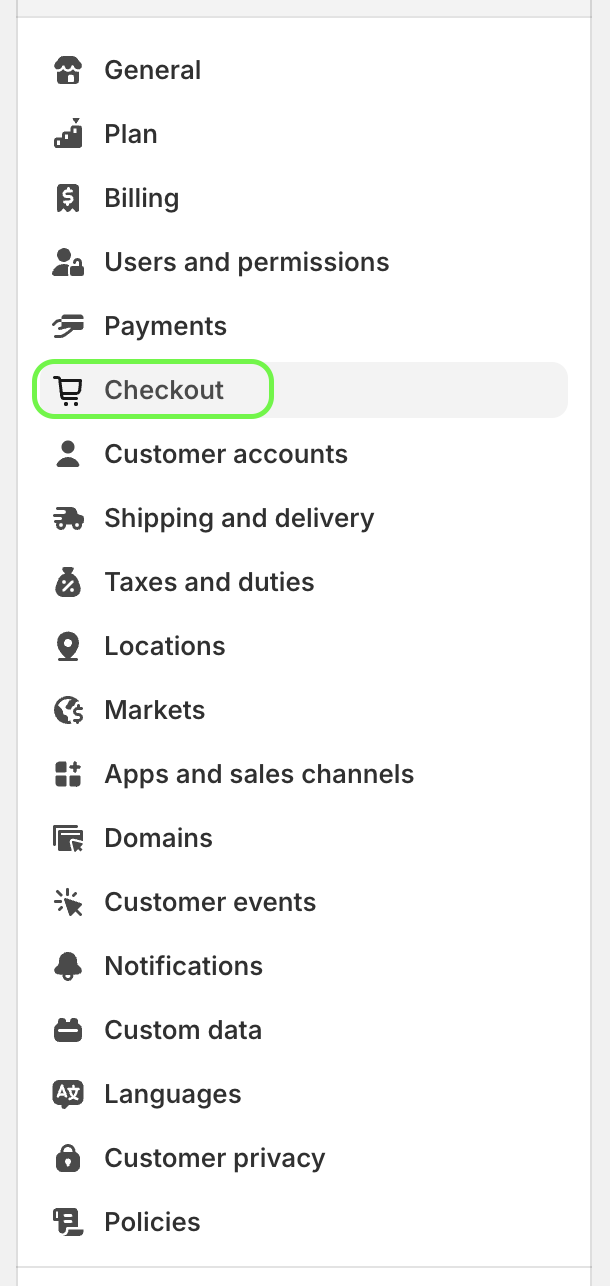 General
Plan
Billing
Users and permissions
Payments
Checkout
Customer accounts
Shipping and delivery
Taxes and duties
Locations
Markets
Apps and sales channels
Domains
Customer events
Notifications
Custom data
Languages
Customer privacy
Policies